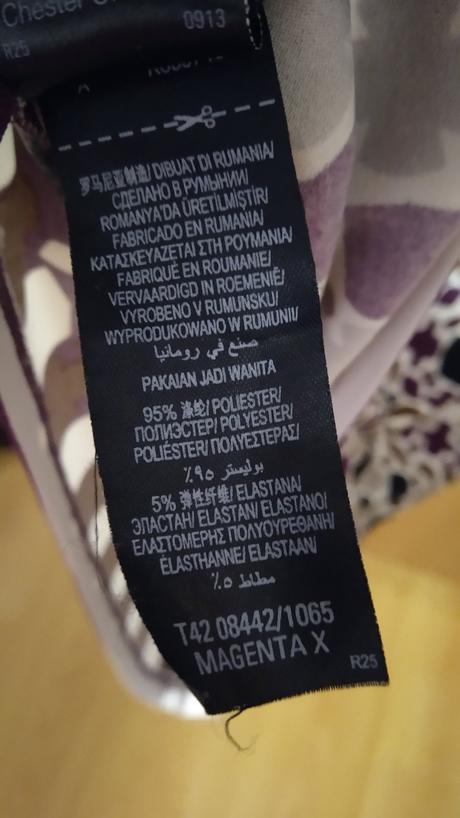 Chester
R25
0913
A
罗马尼亚制造/DIBUAT DI RUMANIA/
СДЕЛАНО В РУМЫНИИ/
ROMANYA'DA ÜRETİLMİŞTİR/
FABRICADO EN RUMANIA/
ΚΑΤΑΣΚΕΥΑΖΕΤΑΙ ΣΤΗ ΡΟΥΜΑΝΙΑ/
FABRIQUÉ EN ROUMANIE/
VERVAARDIGD IN ROEMENIË/
VYROBENO V RUMUNSKU/
WYPRODUKOWANO W RUMUNII/
صنع في رومانيا
PAKAIAN JADI WANITA
95% 涤纶/ POLIESTER/
ПОЛИЭСТЕР/ POLYESTER/
POLIÉSTER/ ΠΟΛΥΕΣΤΕΡΑΣ/
بوليستر ٩٥٪
5% 弹性纤维/ ELASTANA/
ЭЛАСТАН/ ELASTAN/ ELASTANO/
ΕΛΑΣΤΟΜΕΡΗΣ ΠΟΛΥΟΥΡΕΘΑΝΗ/
ÉLASTHANNE/ ELASTAAN/
مطاط ٥٪
T42 08442/1065
MAGENTA X
R25